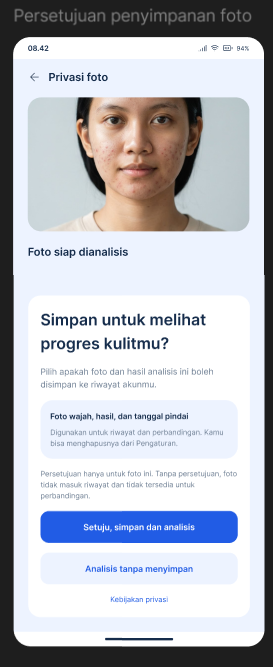 Persetujuan penyimpanan foto
08.42
94%
← Privasi foto
Foto siap dianalisis
Simpan untuk melihat
progres kulitmu?
Pilih apakah foto dan hasil analisis ini boleh
disimpan ke riwayat akunmu.
Foto wajah, hasil, dan tanggal pindai
Digunakan untuk riwayat dan perbandingan. Kamu
bisa menghapusnya dari Pengaturan.
Persetujuan hanya untuk foto ini. Tanpa persetujuan, foto
tidak masuk riwayat dan tidak tersedia untuk
perbandingan.
Setuju, simpan dan analisis
Analisis tanpa menyimpan
Kebijakan privasi